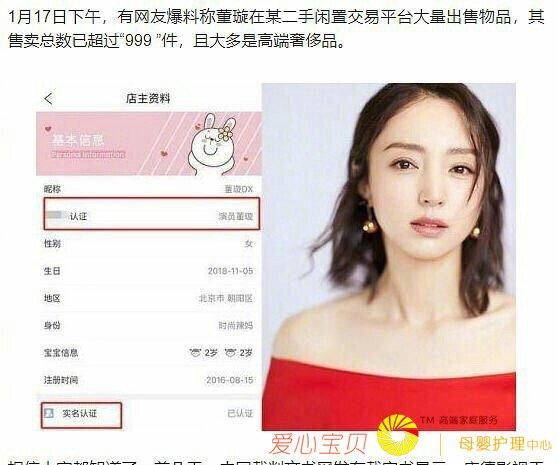 1月17日下午，有网友爆料称董璇在某二手闲置交易平台大量出售物品，其
售卖总数已超过“999 ”件，且大多是高端奢侈品。
店主资料
基本信息
Personal Information
昵称 董璇DX
认证 演员董璇
性别 女
生日 2018-11-05
地区 北京市 朝阳区
身份 时尚辣妈
宝宝信息 2岁 2岁
注册时间 2016-08-15
实名认证 已认证
TM 高端家庭服务
爱心宝贝 母婴护理中心